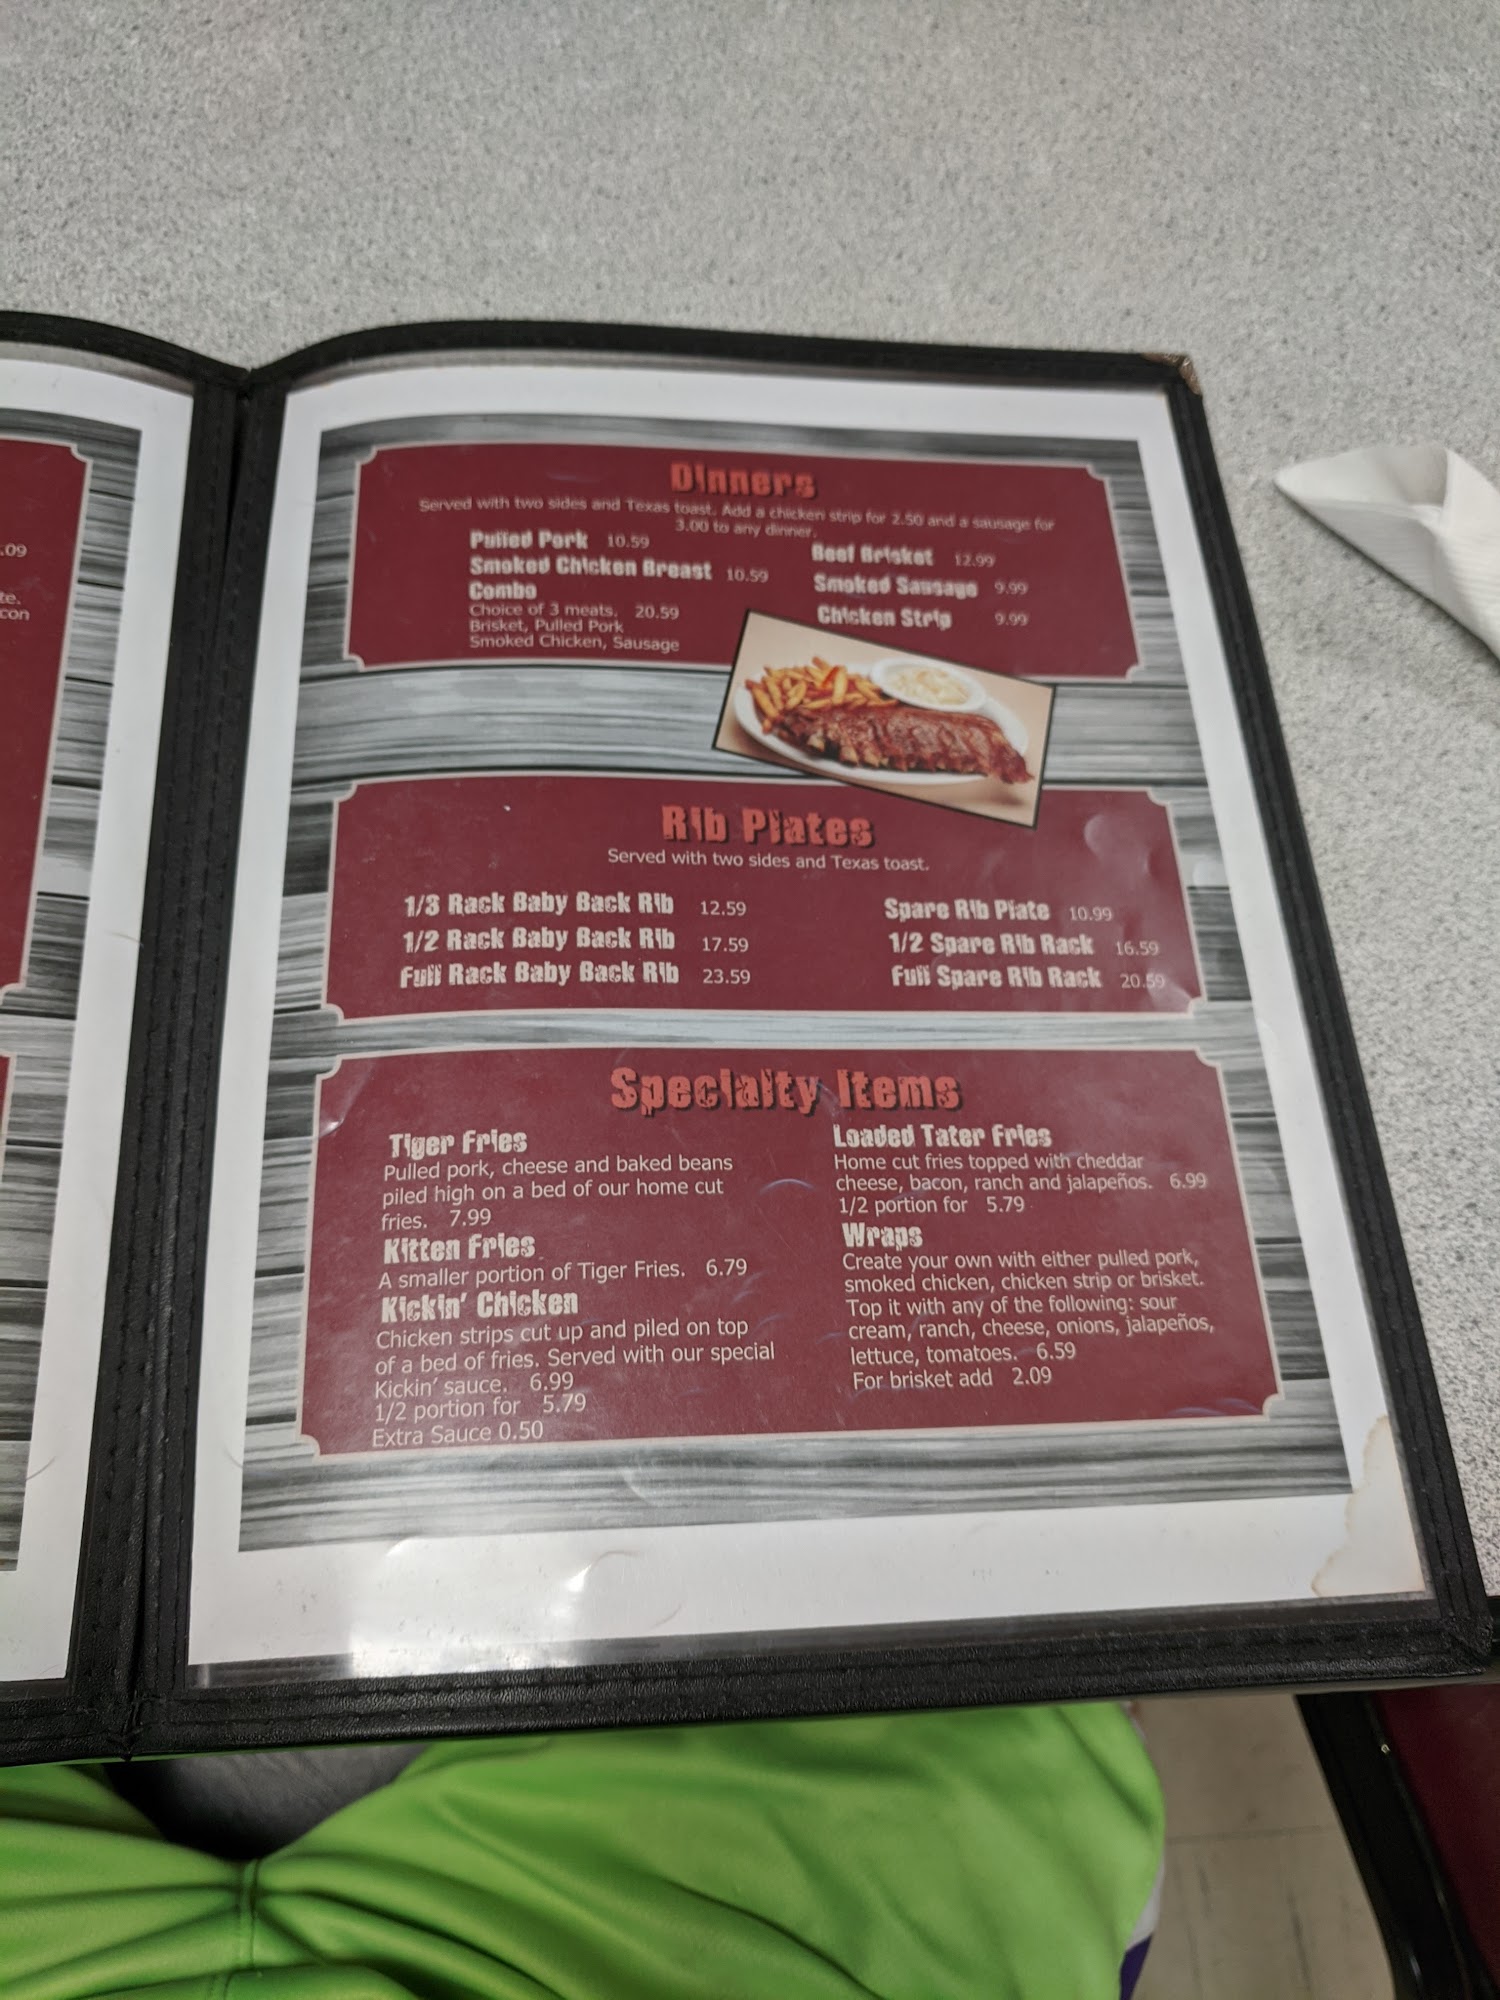 .09
te.
con
Dinners
Served with two sides and Texas toast. Add a chicken strip for 2.50 and a sausage for
3.00 to any dinner.
Pulled Pork 10.59
Smoked Chicken Breast 10.59
Combo
Choice of 3 meats. 20.59
Brisket, Pulled Pork
Smoked Chicken, Sausage
Beef Brisket 12.99
Smoked Sausage 9.99
Chicken Strip 9.99
Rib Plates
Served with two sides and Texas toast.
1/3 Rack Baby Back Rib 12.59
1/2 Rack Baby Back Rib 17.59
Full Rack Baby Back Rib 23.59
Spare Rib Plate 10.99
1/2 Spare Rib Rack 16.59
Full Spare Rib Rack 20.59
Specialty Items
Tiger Fries
Pulled pork, cheese and baked beans
piled high on a bed of our home cut
fries. 7.99
Kitten Fries
A smaller portion of Tiger Fries. 6.79
Kickin' Chicken
Chicken strips cut up and piled on top
of a bed of fries. Served with our special
Kickin' sauce. 6.99
1/2 portion for 5.79
Extra Sauce 0.50
Loaded Tater Fries
Home cut fries topped with cheddar
cheese, bacon, ranch and jalapeños. 6.99
1/2 portion for 5.79
Wraps
Create your own with either pulled pork,
smoked chicken, chicken strip or brisket.
Top it with any of the following: sour
cream, ranch, cheese, onions, jalapeños,
lettuce, tomatoes. 6.59
For brisket add 2.09